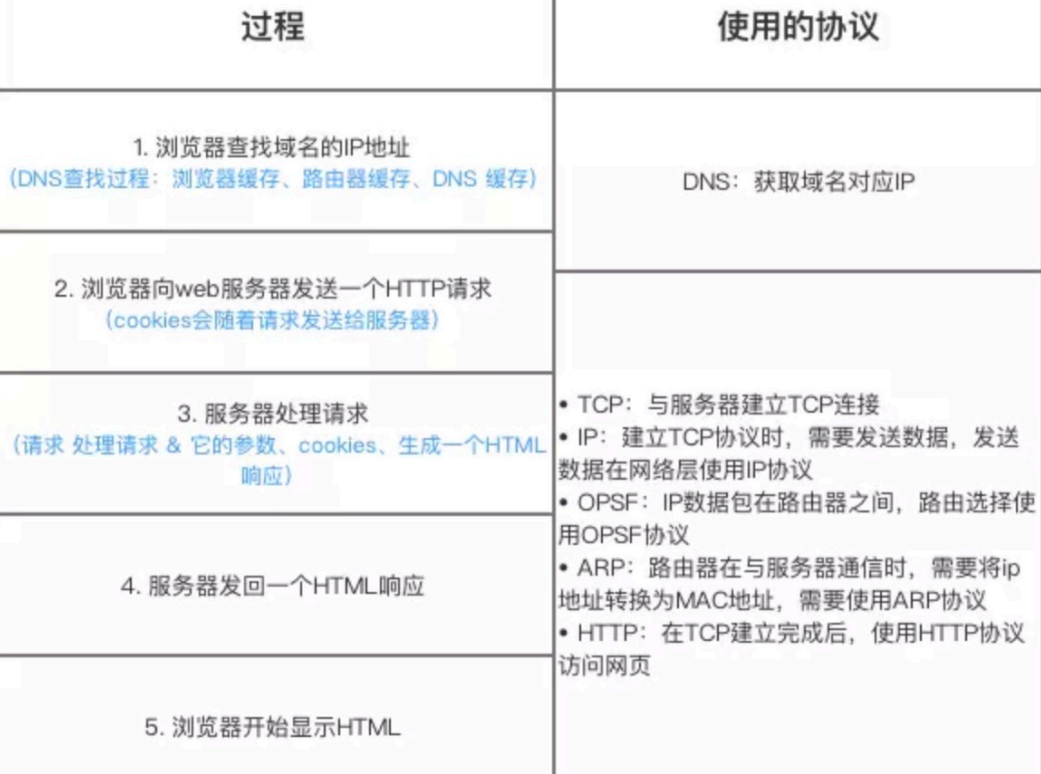 过程
使用的协议
1. 浏览器查找域名的IP地址
(DNS查找过程：浏览器缓存、路由器缓存、DNS 缓存)
DNS：获取域名对应IP
2. 浏览器向web服务器发送一个HTTP请求
(cookies会随着请求发送给服务器)
3. 服务器处理请求
(请求 处理请求 & 它的参数、cookies、生成一个HTML
响应)
4. 服务器发回一个HTML响应
5. 浏览器开始显示HTML
• TCP：与服务器建立TCP连接
• IP：建立TCP协议时，需要发送数据，发送
数据在网络层使用IP协议
• OPSF：IP数据包在路由器之间，路由选择使
用OPSF协议
• ARP：路由器在与服务器通信时，需要将ip
地址转换为MAC地址，需要使用ARP协议
• HTTP：在TCP建立完成后，使用HTTP协议
访问网页